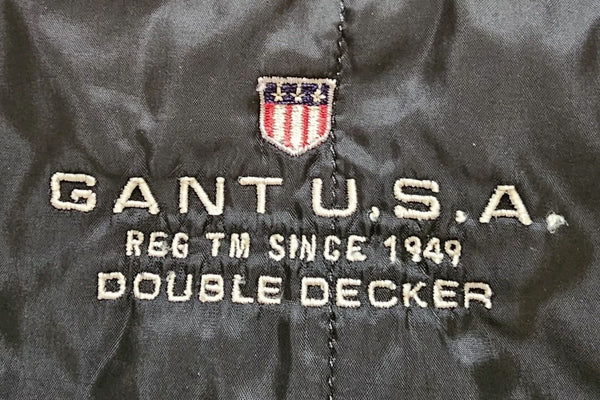 GANT U.S.A.
REG TM SINCE 1949
DOUBLE DECKER